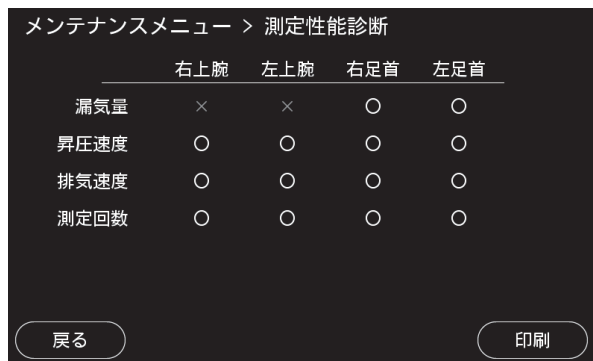 メンテナンスメニュー > 測定性能診断
右上腕 左上腕 右足首 左足首
漏気量 × × ○ ○
昇圧速度 ○ ○ ○ ○
排気速度 ○ ○ ○ ○
測定回数 ○ ○ ○ ○
戻る 印刷